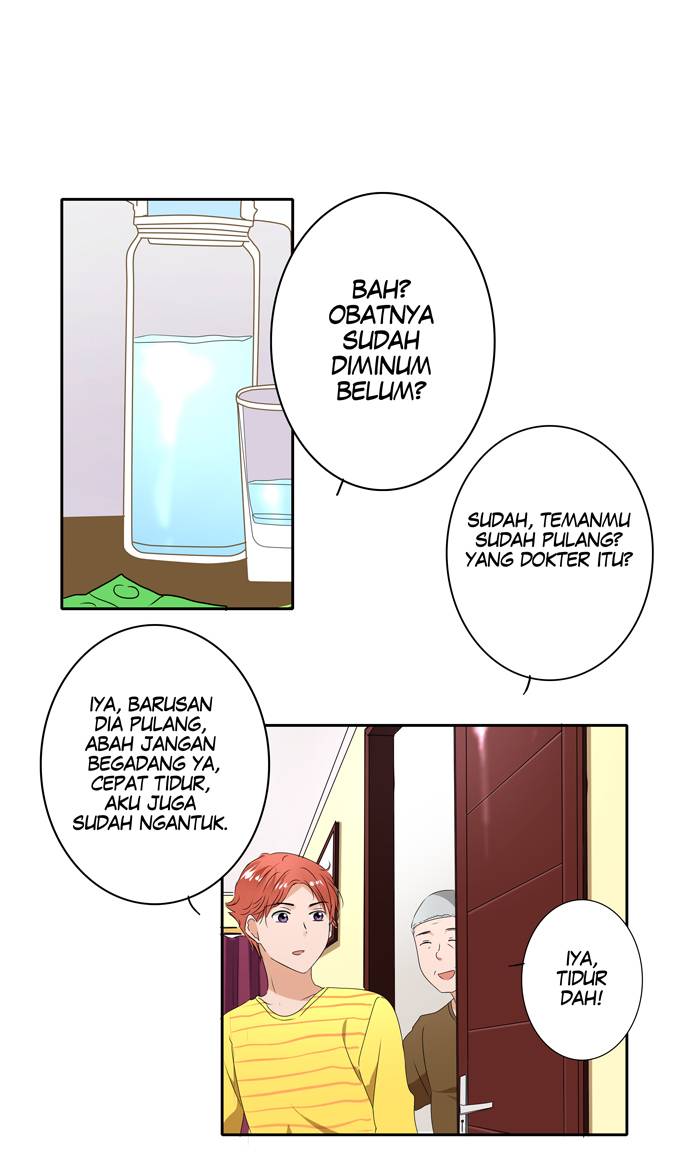 BAH?
OBATNYA
SUDAH
DIMINUM
BELUM?
SUDAH, TEMANMU
SUDAH PULANG?
YANG DOKTER ITU?
IYA, BARUSAN
DIA PULANG,
ABAH JANGAN
BEGADANG YA,
CEPAT TIDUR,
AKU JUGA
SUDAH NGANTUK.
IYA,
TIDUR
DAH!